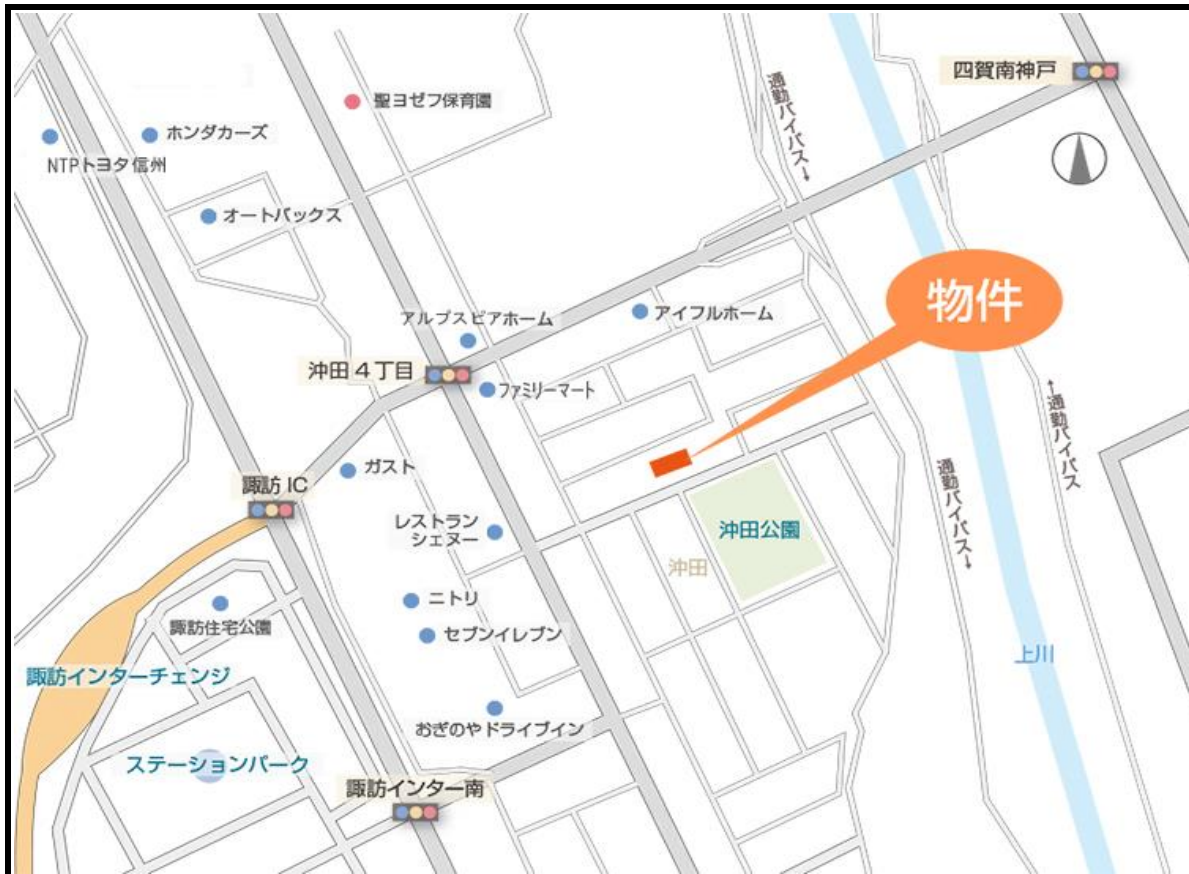 四賀南神戸
通勤バイパス→
聖ヨゼフ保育園
ホンダカーズ
NTPトヨタ信州
オートバックス
物件
アルプスピアホーム
アイフルホーム
沖田4丁目
ファミリーマート
←通勤バイパス
ガスト
諏訪IC
通勤バイパス→
レストラン
シェヌー
沖田公園
沖田
ニトリ
諏訪住宅公園
セブンイレブン
上川
諏訪インターチェンジ
おぎのやドライブイン
ステーションパーク
諏訪インター南